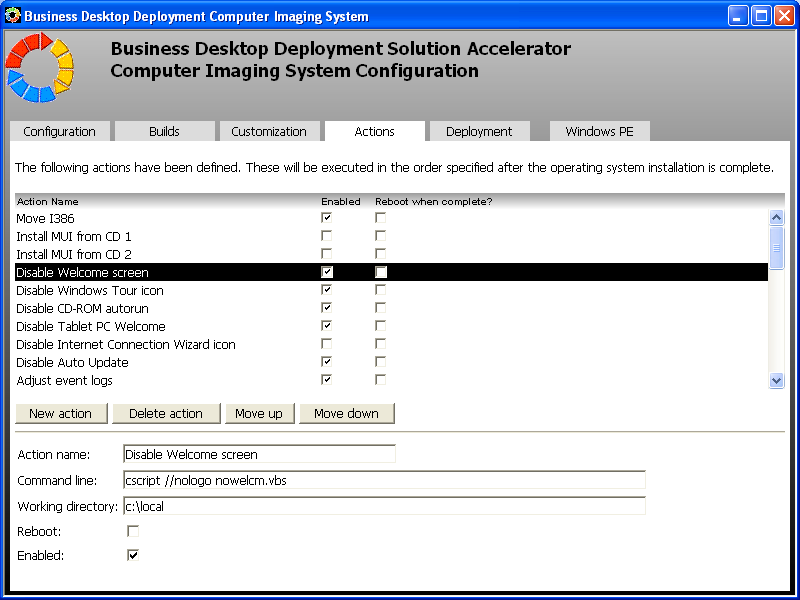 Business Desktop Deployment Computer Imaging System
Business Desktop Deployment Solution Accelerator
Computer Imaging System Configuration
Configuration Builds Customization Actions Deployment Windows PE
The following actions have been defined. These will be executed in the order specified after the operating system installation is complete.
Action Name Enabled Reboot when complete?
Move I386
Install MUI from CD 1
Install MUI from CD 2
Disable Welcome screen
Disable Windows Tour icon
Disable CD-ROM autorun
Disable Tablet PC Welcome
Disable Internet Connection Wizard icon
Disable Auto Update
Adjust event logs
New action Delete action Move up Move down
Action name: Disable Welcome screen
Command line: cscript //nologo nowelcm.vbs
Working directory: c:\local
Reboot:
Enabled: